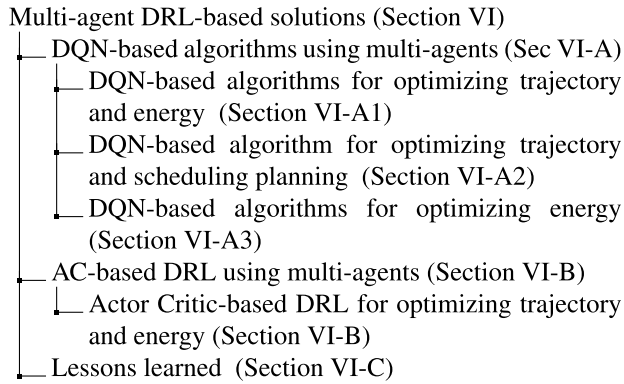 Multi-agent DRL-based solutions (Section VI)
DQN-based algorithms using multi-agents (Sec VI-A)
DQN-based algorithms for optimizing trajectory
and energy (Section VI-A1)
DQN-based algorithm for optimizing trajectory
and scheduling planning (Section VI-A2)
DQN-based algorithms for optimizing energy
(Section VI-A3)
AC-based DRL using multi-agents (Section VI-B)
Actor Critic-based DRL for optimizing trajectory
and energy (Section VI-B)
Lessons learned (Section VI-C)